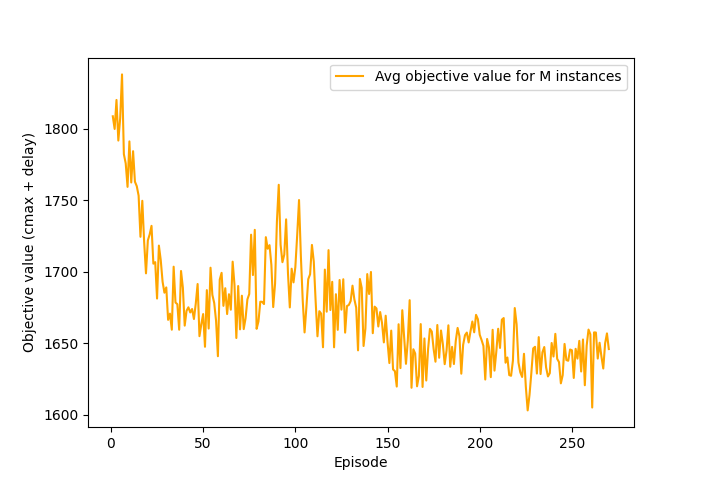 Avg objective value for M instances
Objective value (cmax + delay)
1800
1750
1700
1650
1600
0 50 100 150 200 250
Episode